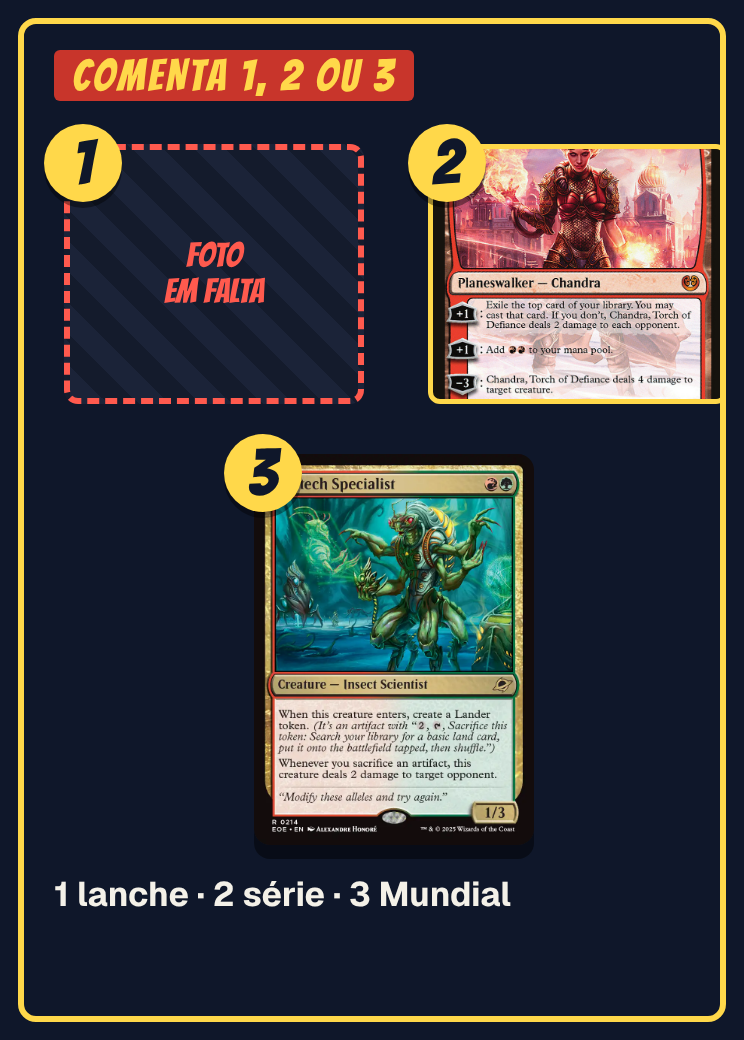 COMENTA 1, 2 OU 3
1
FOTO
EM FALTA
2
Planeswalker — Chandra
+1: Exile the top card of your library. You may
cast that card. If you don't, Chandra, Torch of
Defiance deals 2 damage to each opponent.
+1: Add to your mana pool.
−3: Chandra, Torch of Defiance deals 4 damage to
target creature.
3
tech Specialist
Creature — Insect Scientist
When this creature enters, create a Lander
token. (It's an artifact with “2, , Sacrifice this
token: Search your library for a basic land card,
put it onto the battlefield tapped, then shuffle.”)
Whenever you sacrifice an artifact, this
creature deals 2 damage to target opponent.
“Modify these alleles and try again.”
1/3
R 0214
EOE • EN ALEXANDRE HONORÉ
™ & © 2025 Wizards of the Coast
1 lanche · 2 série · 3 Mundial